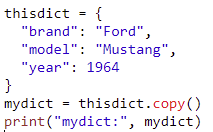 thisdict = {
  "brand": "Ford",
  "model": "Mustang",
  "year": 1964
}
mydict = thisdict.copy()
print("mydict:", mydict)